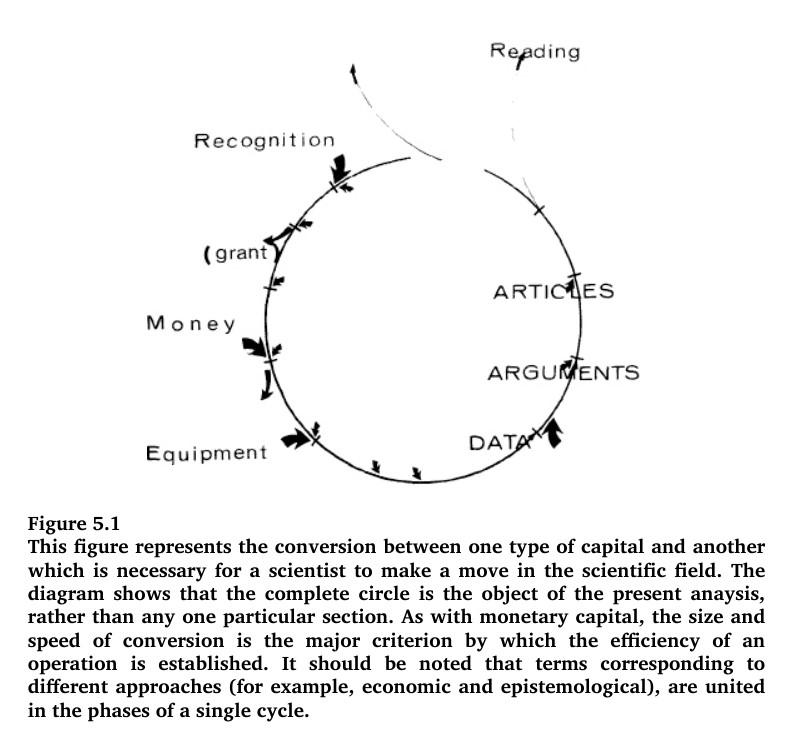 Reading
Recognition
(grant)
ARTICLES
Money
ARGUMENTS
DATA
Equipment
Figure 5.1
This figure represents the conversion between one type of capital and another
which is necessary for a scientist to make a move in the scientific field. The
diagram shows that the complete circle is the object of the present anaysis,
rather than any one particular section. As with monetary capital, the size and
speed of conversion is the major criterion by which the efficiency of an
operation is established. It should be noted that terms corresponding to
different approaches (for example, economic and epistemological), are united
in the phases of a single cycle.